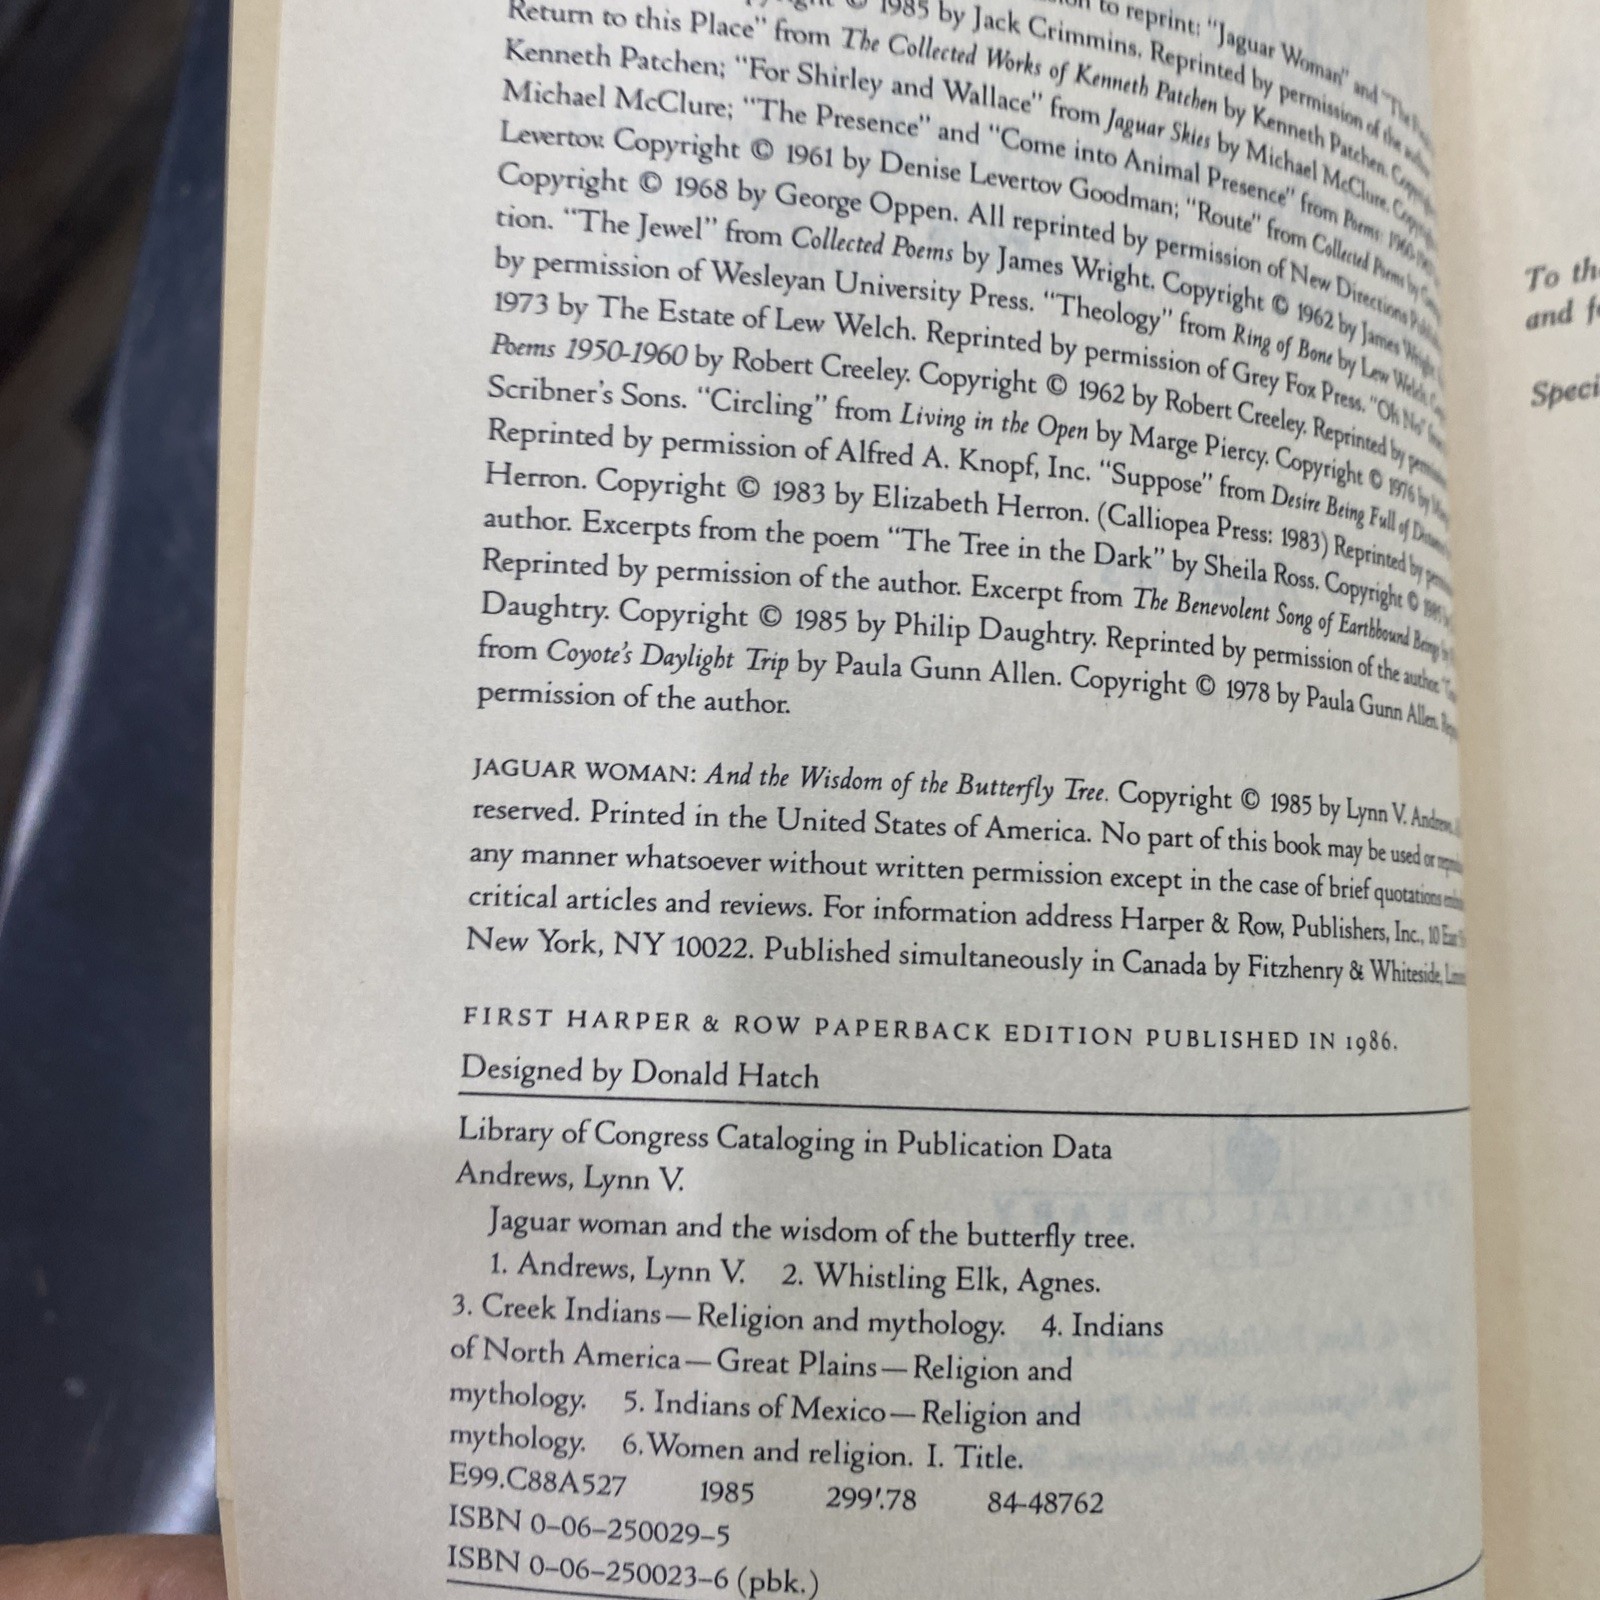 © 1985 by Jack Crimmins. Reprinted by permission of the
to reprint: "Jaguar Woman" and "The
Return to this Place" from The Collected Works of Kenneth Patchen by Kenneth Patchen.
Kenneth Patchen; "For Shirley and Wallace" from Jaguar Skies by Michael McClure.
Michael McClure; "The Presence" and "Come into Animal Presence" from Poems: 1960-1967
Levertov. Copyright © 1961 by Denise Levertov Goodman; "Route" from Collected Poems by
Copyright © 1968 by George Oppen. All reprinted by permission of New Directions
tion. "The Jewel" from Collected Poems by James Wright. Copyright © 1962 by James Wright.
by permission of Wesleyan University Press. "Theology" from Ring of Bone by Lew Welch.
1973 by The Estate of Lew Welch. Reprinted by permission of Grey Fox Press. "Oh No" from
Poems 1950-1960 by Robert Creeley. Copyright © 1962 by Robert Creeley. Reprinted by
Scribner's Sons. "Circling" from Living in the Open by Marge Piercy. Copyright © 1976 by
Reprinted by permission of Alfred A. Knopf, Inc. "Suppose" from Desire Being Full of
Herron. Copyright © 1983 by Elizabeth Herron. (Calliopea Press: 1983) Reprinted by
author. Excerpts from the poem "The Tree in the Dark" by Sheila Ross. Copyright ©
Reprinted by permission of the author. Excerpt from The Benevolent Song of Earthbound
Daughtry. Copyright © 1985 by Philip Daughtry. Reprinted by permission of the author.
from Coyote's Daylight Trip by Paula Gunn Allen. Copyright © 1978 by Paula Gunn Allen.
permission of the author.
JAGUAR WOMAN: And the Wisdom of the Butterfly Tree. Copyright © 1985 by Lynn V. Andrews.
reserved. Printed in the United States of America. No part of this book may be used or
any manner whatsoever without written permission except in the case of brief quotations
critical articles and reviews. For information address Harper & Row, Publishers, Inc., 10
New York, NY 10022. Published simultaneously in Canada by Fitzhenry & Whiteside,
FIRST HARPER & ROW PAPERBACK EDITION PUBLISHED IN 1986.
Designed by Donald Hatch
Library of Congress Cataloging in Publication Data
Andrews, Lynn V.
Jaguar woman and the wisdom of the butterfly tree.
1. Andrews, Lynn V. 2. Whistling Elk, Agnes.
3. Creek Indians—Religion and mythology. 4. Indians
of North America—Great Plains—Religion and
mythology. 5. Indians of Mexico—Religion and
mythology. 6.Women and religion. I. Title.
E99.C88A527 1985 299'.78 84-48762
ISBN 0-06-250029-5
ISBN 0-06-250023-6 (pbk.)
To
and